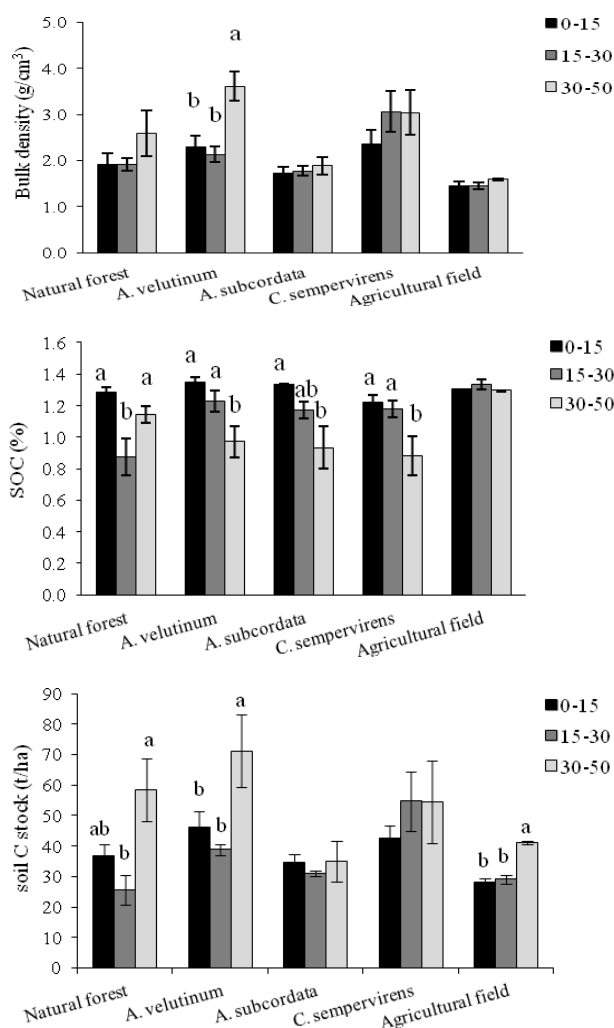 5.0
4.0
3.0
2.0
1.0
0.0
Bulk density (g/cm³)
b b a
0-15
15-30
30-50
Natural forest
A. velutinum
A. subcordata
C. sempervirens
Agricultural field
1.6
1.4
1.2
1.0
0.8
0.6
0.4
0.2
0.0
SOC (%)
a b a
a a b
a ab b
a a b
0-15
15-30
30-50
Natural forest
A. velutinum
A. subcordata
C. sempervirens
Agricultural field
90
80
70
60
50
40
30
20
10
0
soil C stock (t/ha)
ab b a
b b a
b b a
0-15
15-30
30-50
Natural forest
A. velutinum
A. subcordata
C. sempervirens
Agricultural field